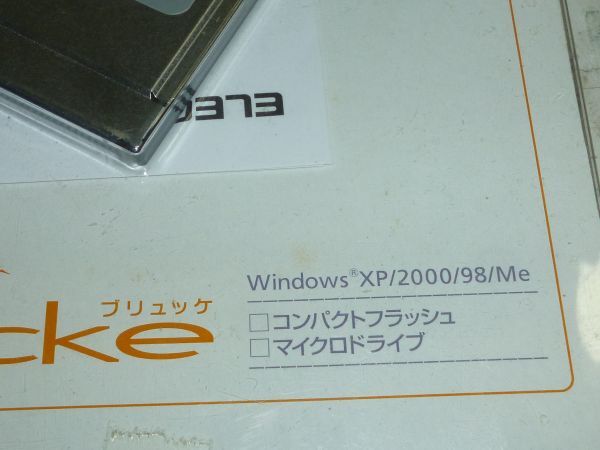 ELEC
ブリュッケ
cke
Windows®XP/2000/98/Me
□コンパクトフラッシュ
□マイクロドライブ